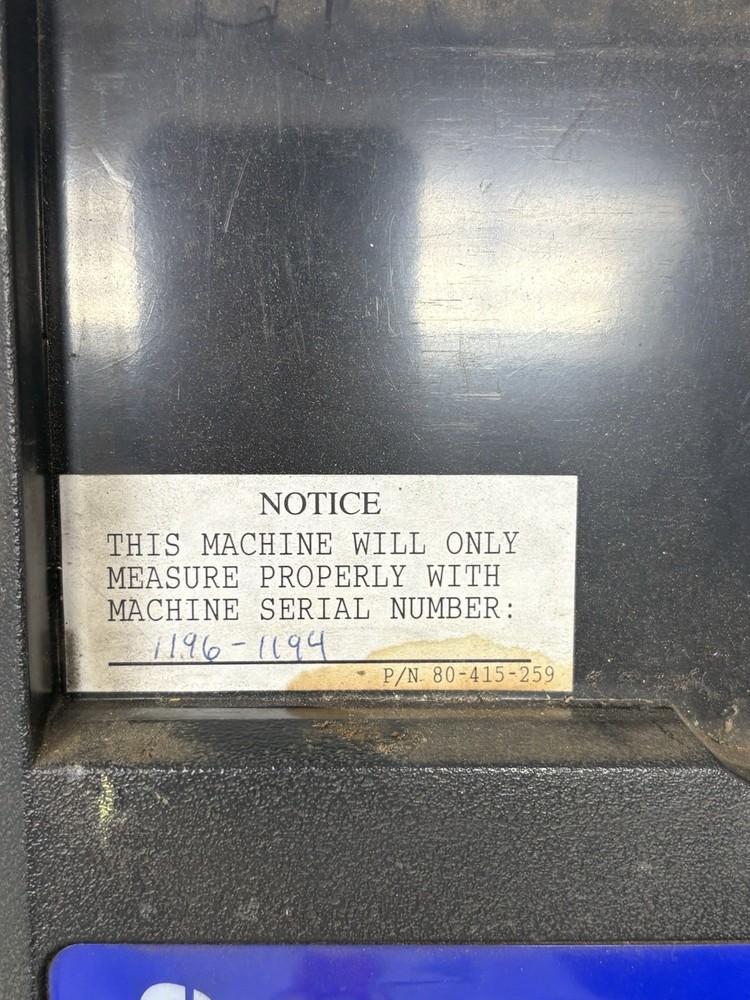 NOTICE
THIS MACHINE WILL ONLY
MEASURE PROPERLY WITH
MACHINE SERIAL NUMBER:
1196-1194
P/N 80-415-259